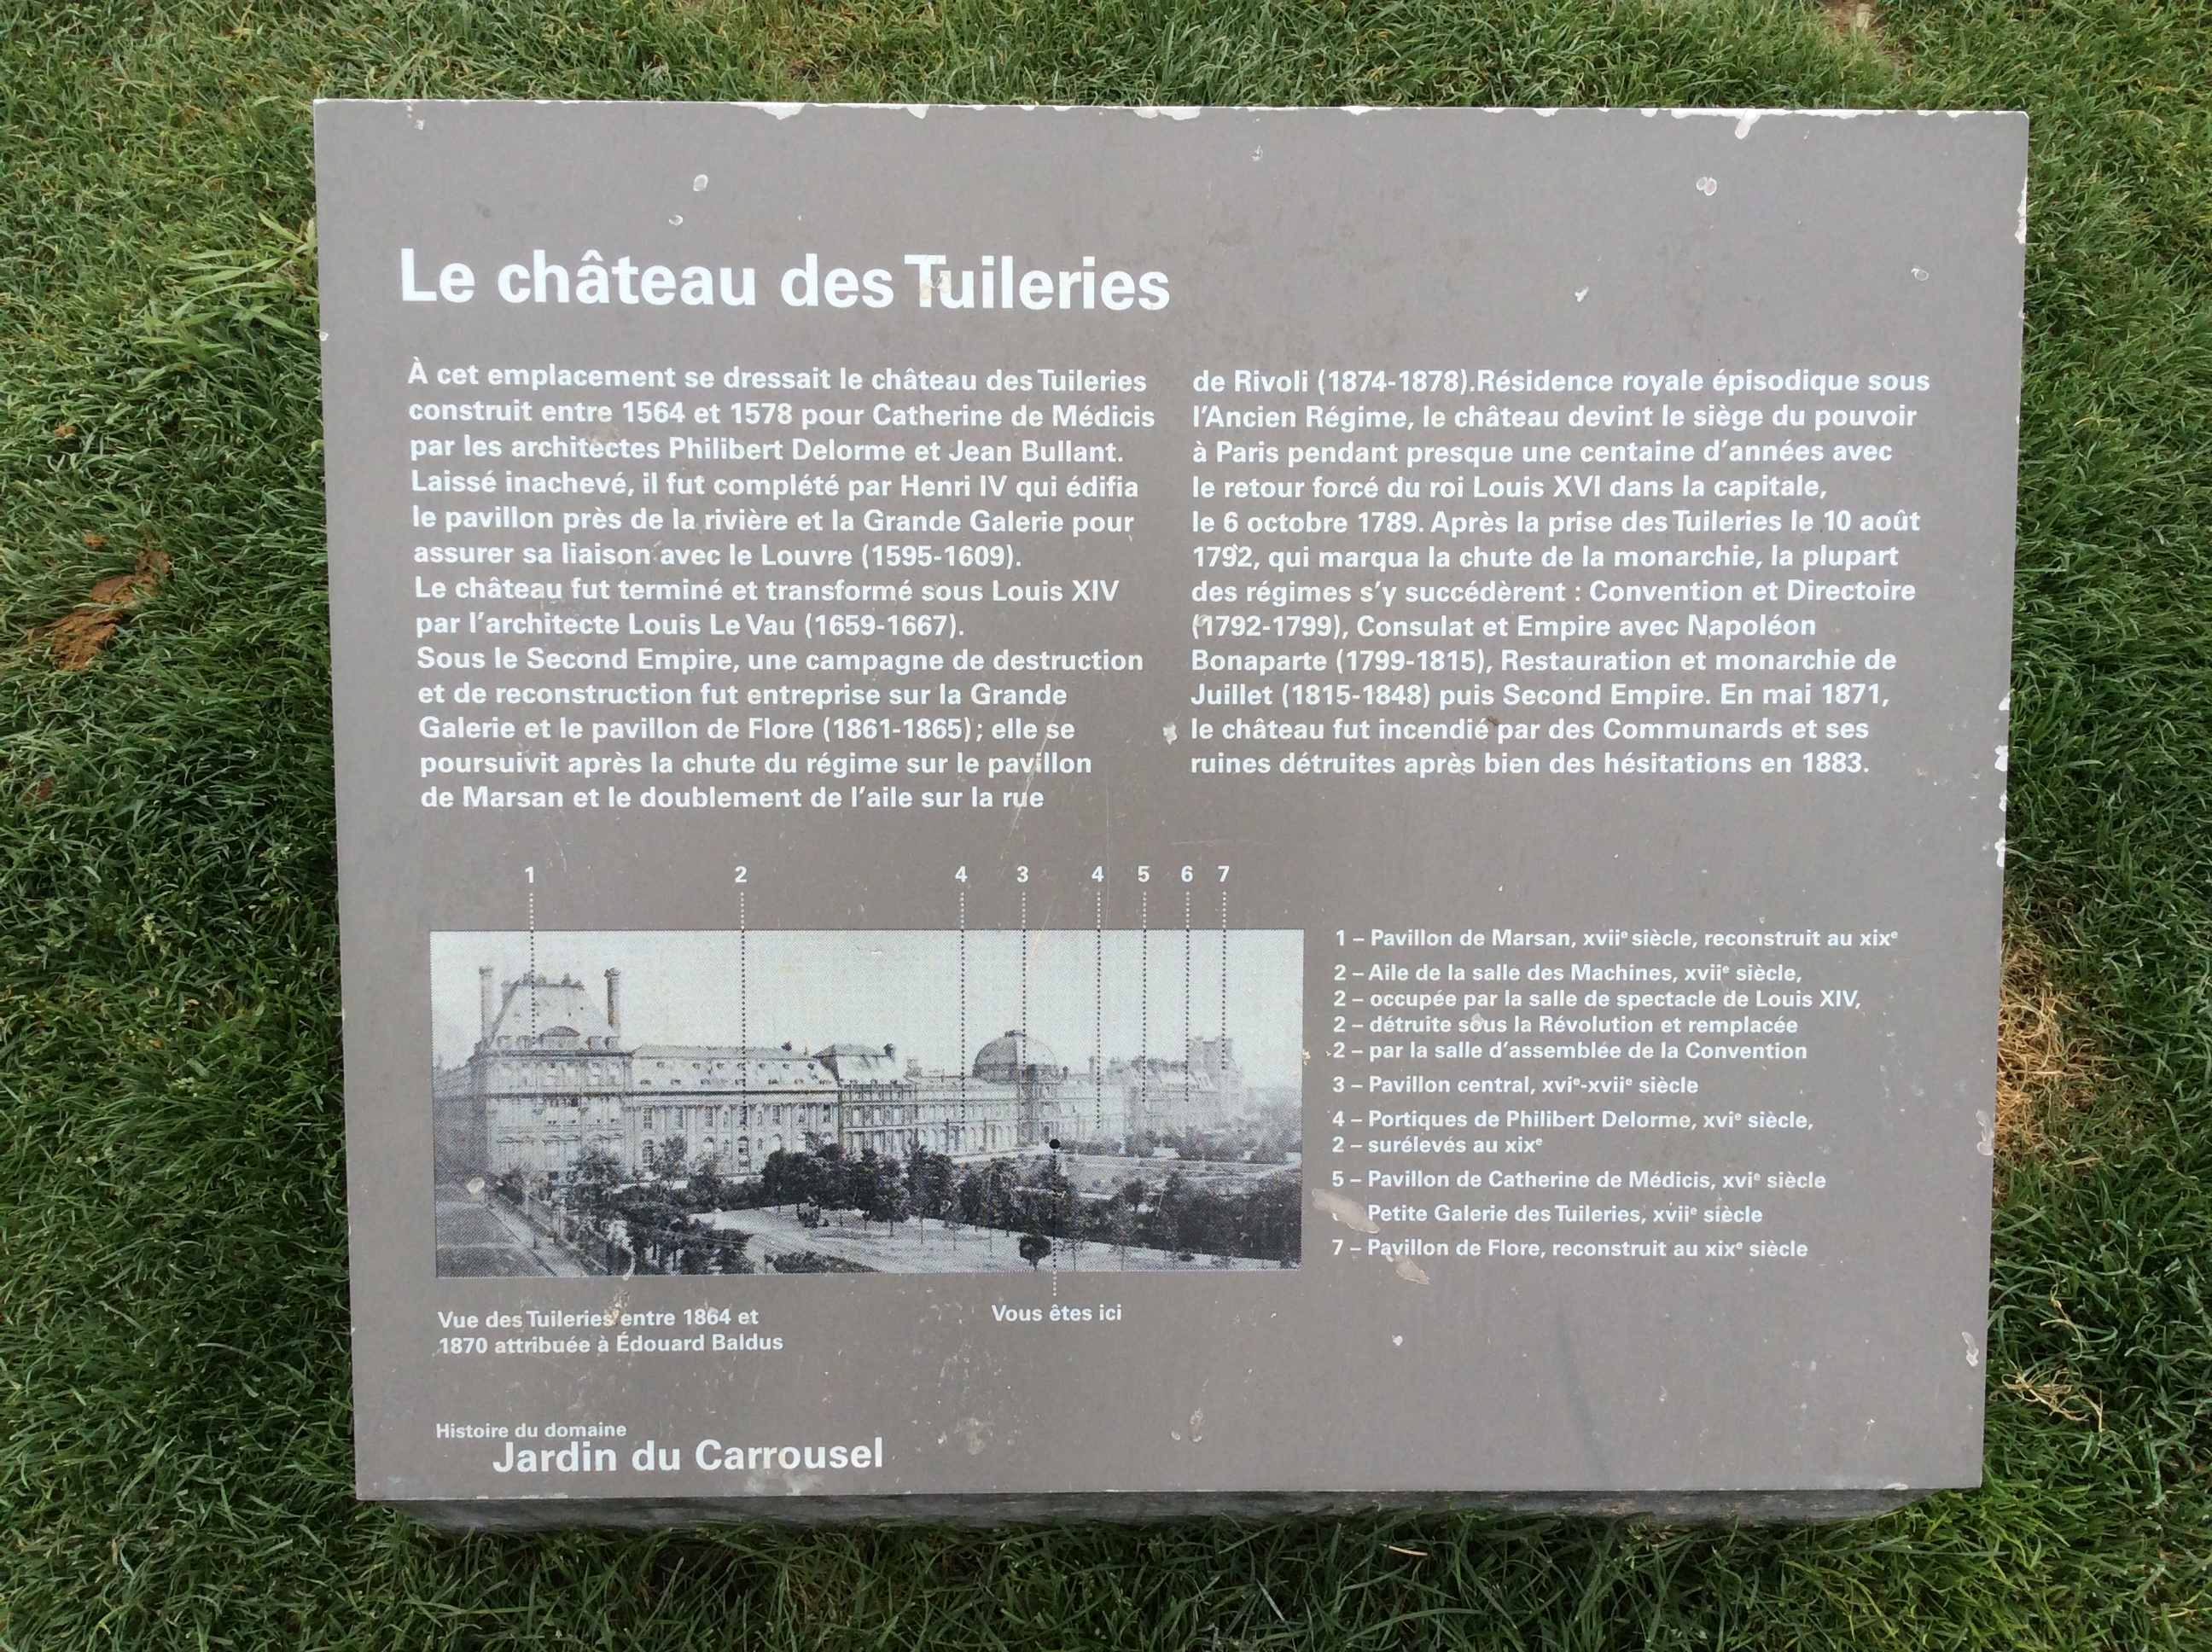 Le château des Tuileries
À cet emplacement se dressait le château des Tuileries
construit entre 1564 et 1578 pour Catherine de Médicis
par les architectes Philibert Delorme et Jean Bullant.
Laissé inachevé, il fut complété par Henri IV qui édifia
le pavillon près de la rivière et la Grande Galerie pour
assurer sa liaison avec le Louvre (1595-1609).
Le château fut terminé et transformé sous Louis XIV
par l'architecte Louis Le Vau (1659-1667).
Sous le Second Empire, une campagne de destruction
et de reconstruction fut entreprise sur la Grande
Galerie et le pavillon de Flore (1861-1865) ; elle se
poursuivit après la chute du régime sur le pavillon
de Marsan et le doublement de l'aile sur la rue
de Rivoli (1874-1878).Résidence royale épisodique sous
l'Ancien Régime, le château devint le siège du pouvoir
à Paris pendant presque une centaine d'années avec
le retour forcé du roi Louis XVI dans la capitale,
le 6 octobre 1789. Après la prise des Tuileries le 10 août
1792, qui marqua la chute de la monarchie, la plupart
des régimes s'y succédèrent : Convention et Directoire
(1792-1799), Consulat et Empire avec Napoléon
Bonaparte (1799-1815), Restauration et monarchie de
Juillet (1815-1848) puis Second Empire. En mai 1871,
le château fut incendié par des Communards et ses
ruines détruites après bien des hésitations en 1883.
1 2 4 3 4 5 6 7
1 – Pavillon de Marsan, xviie siècle, reconstruit au xixe
2 – Aile de la salle des Machines, xviie siècle,
2 – occupée par la salle de spectacle de Louis XIV,
2 – détruite sous la Révolution et remplacée
2 – par la salle d'assemblée de la Convention
3 – Pavillon central, xvie-xviie siècle
4 – Portiques de Philibert Delorme, xvie siècle,
2 – surélevés au xixe
5 – Pavillon de Catherine de Médicis, xvie siècle
Petite Galerie des Tuileries, xviie siècle
7 – Pavillon de Flore, reconstruit au xixe siècle
Vous êtes ici
Vue des Tuileries entre 1864 et
1870 attribuée à Édouard Baldus
Histoire du domaine
Jardin du Carrousel